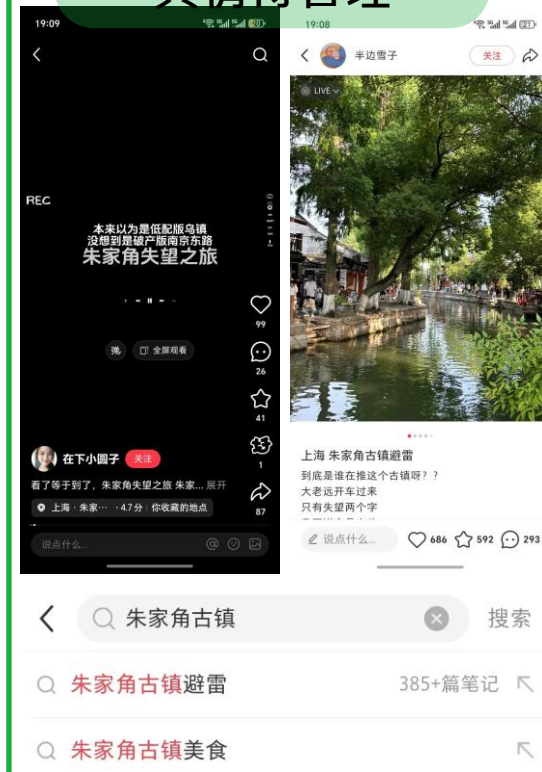 19:09
20
REC
本来以为是低配版乌镇
没想到是破产版南京东路
朱家角失望之旅
全屏观看
99
26
41
1
87
在下小圆子
关注
看了等于到了，朱家角失望之旅 朱家... 展开
上海·朱家… ·4.7分 你收藏的地点
说点什么...
19:08
21
半边雪子
关注
LIVE
上海 朱家角古镇避雷
到底是谁在推这个古镇呀？?
大老远开车过来
只有失望两个字
说点什么...
686
592
293
朱家角古镇
搜索
朱家角古镇避雷
385+篇笔记
朱家角古镇美食